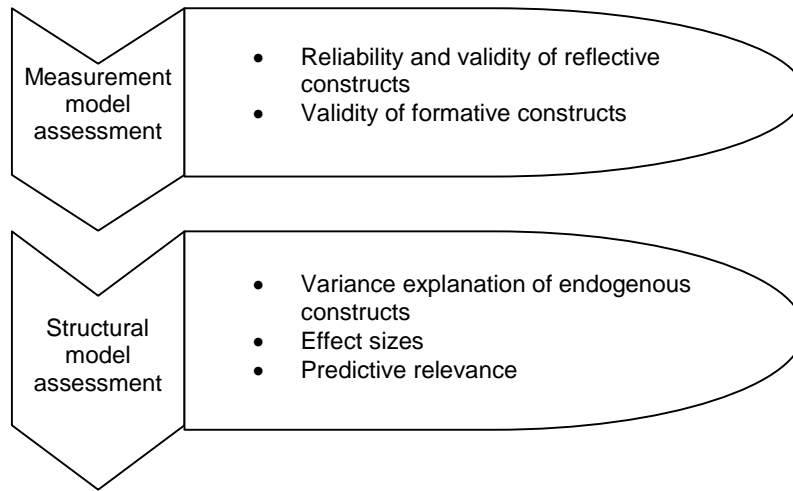 Measurement
model
assessment
• Reliability and validity of reflective
constructs
• Validity of formative constructs
Structural
model
assessment
• Variance explanation of endogenous
constructs
• Effect sizes
• Predictive relevance